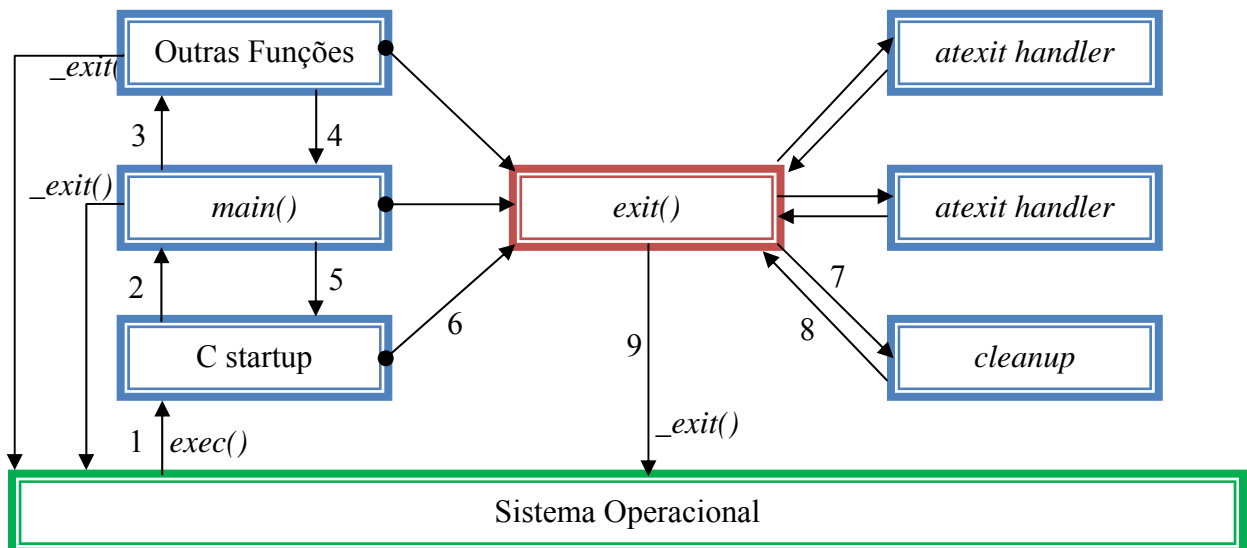 Outras Funções
atexit handler
_exit(
3
4
_exit()
main()
exit()
atexit handler
2
5
6
7
8
9
C startup
cleanup
1
exec()
_exit()
Sistema Operacional